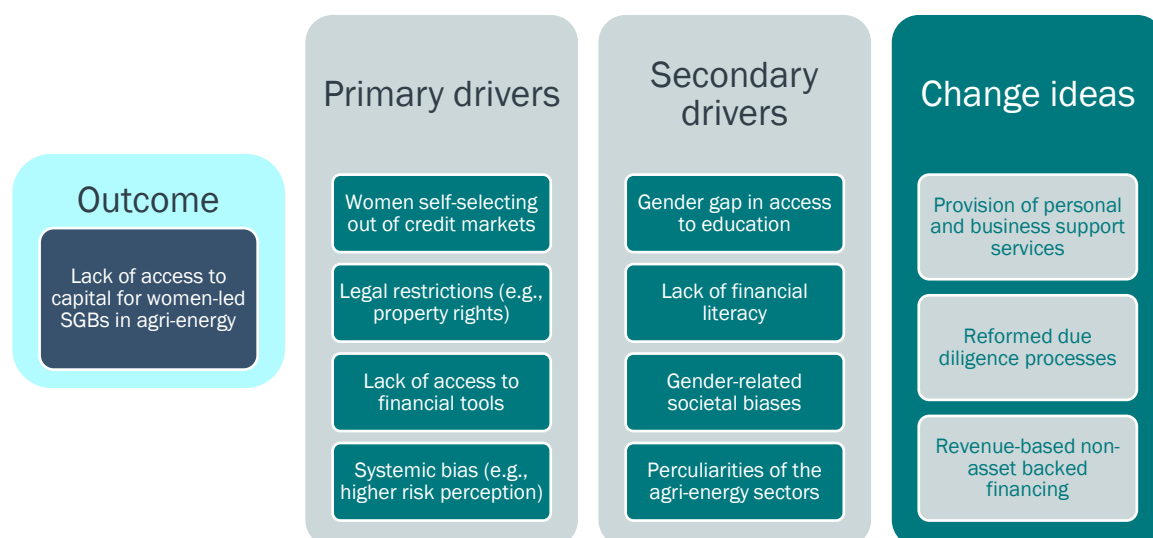 Outcome
Lack of access to
capital for women-led
SGBs in agri-energy
Primary drivers
Women self-selecting
out of credit markets
Legal restrictions (e.g.,
property rights)
Lack of access to
financial tools
Systemic bias (e.g.,
higher risk perception)
Secondary
drivers
Gender gap in access
to education
Lack of financial
literacy
Gender-related
societal biases
Perculiarities of the
agri-energy sectors
Change ideas
Provision of personal
and business support
services
Reformed due
diligence processes
Revenue-based non-
asset backed
financing